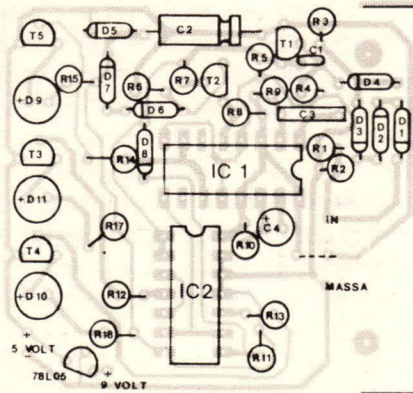 T5
D5
C2
T1
R3
C1
R5
R15
D7
R6
R7
T2
R9
R4
D4
+D9
D6
R8
C3
D3
D2
D1
T3
R14
D8
IC 1
R1
R2
+D11
R17
R10
+
C4
IN
T4
IC2
+D10
R12
MASSA
R13
R16
R11
+
5 VOLT
-
78L05
+
9 VOLT